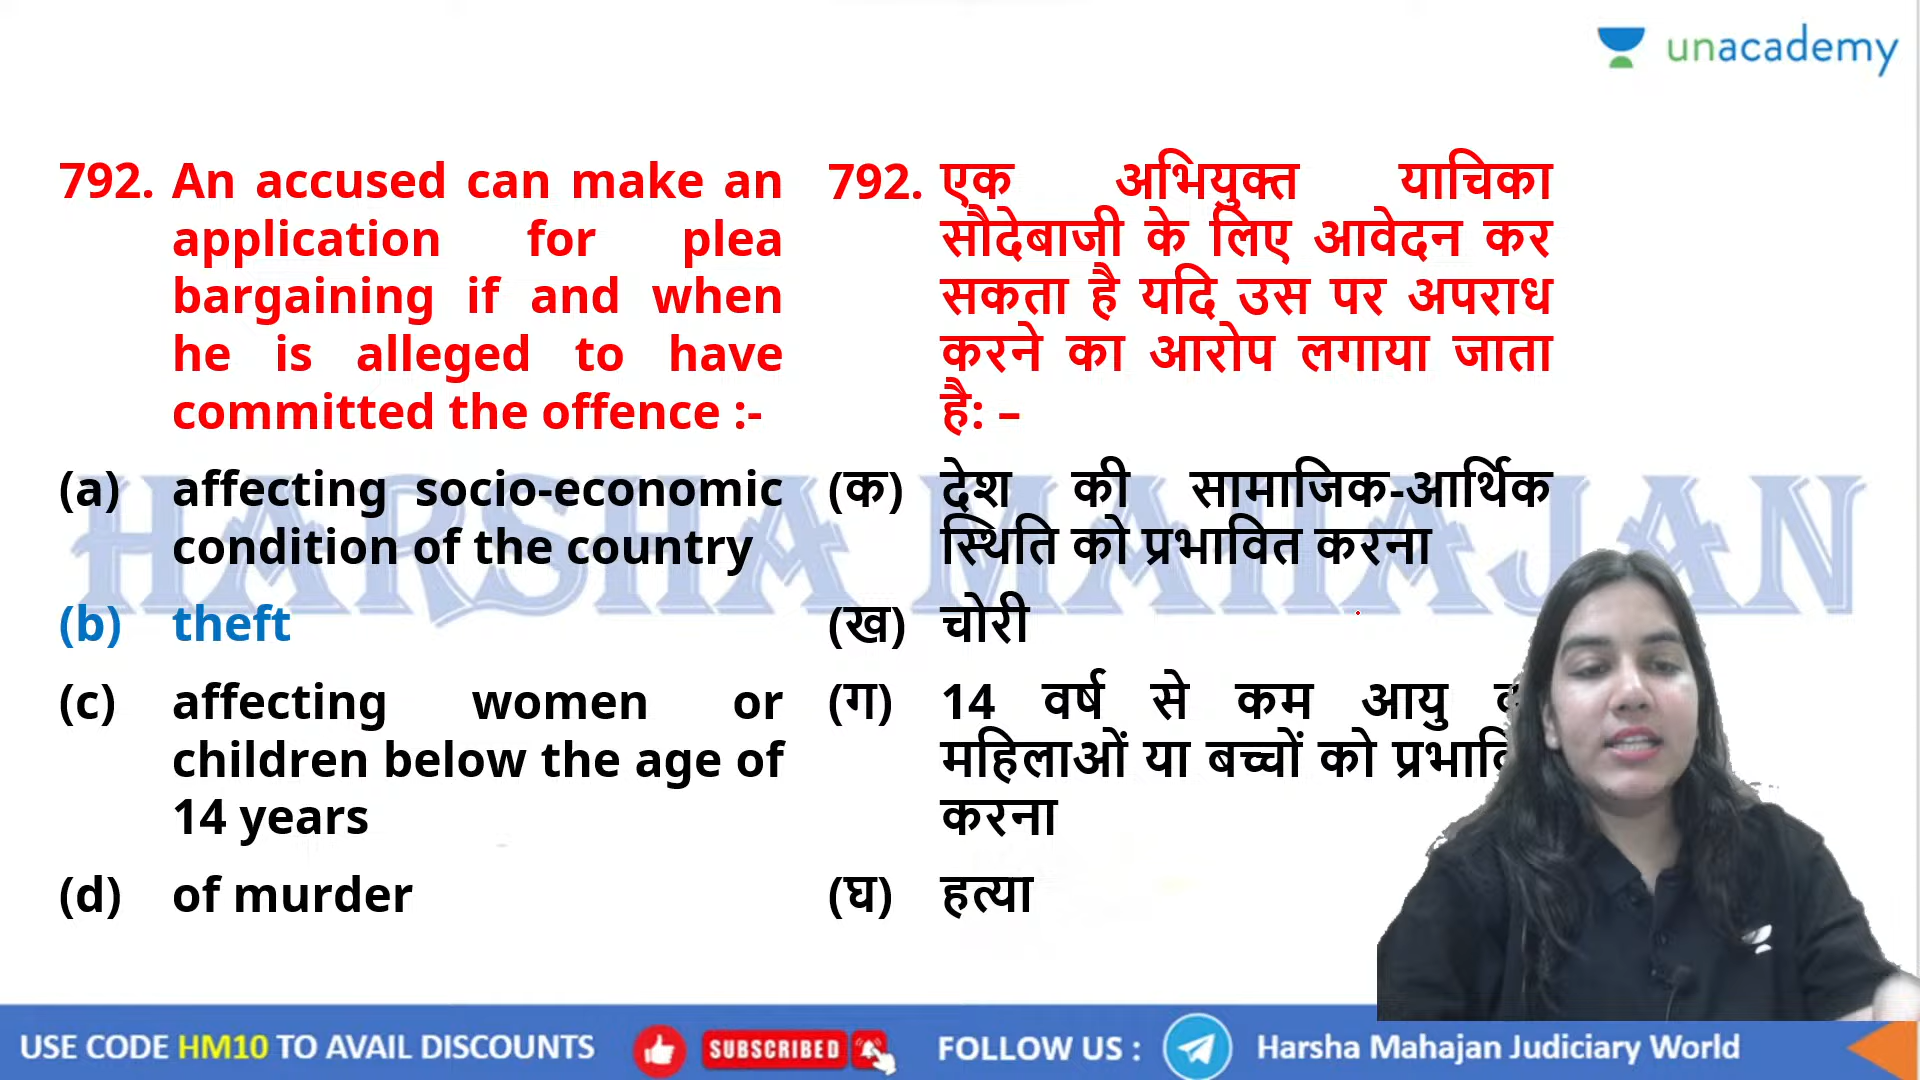 unacademy
792. An accused can make an
application for plea
bargaining if and when
he is alleged to have
committed the offence :-
(a) affecting socio-economic
condition of the country
(b) theft
(c) affecting women or
children below the age of
14 years
(d) of murder
792. एक अभियुक्त याचिका
सौदेबाजी के लिए आवेदन कर
सकता है यदि उस पर अपराध
करने का आरोप लगाया जाता
है: –
(क) देश की सामाजिक-आर्थिक
स्थिति को प्रभावित करना
(ख) चोरी
(ग) 14 वर्ष से कम आयु
महिलाओं या बच्चों को
करना
(घ) हत्या
HARSHA MAHAJAN
USE CODE HM10 TO AVAIL DISCOUNTS
SUBSCRIBED
FOLLOW US :
Harsha Mahajan Judiciary World